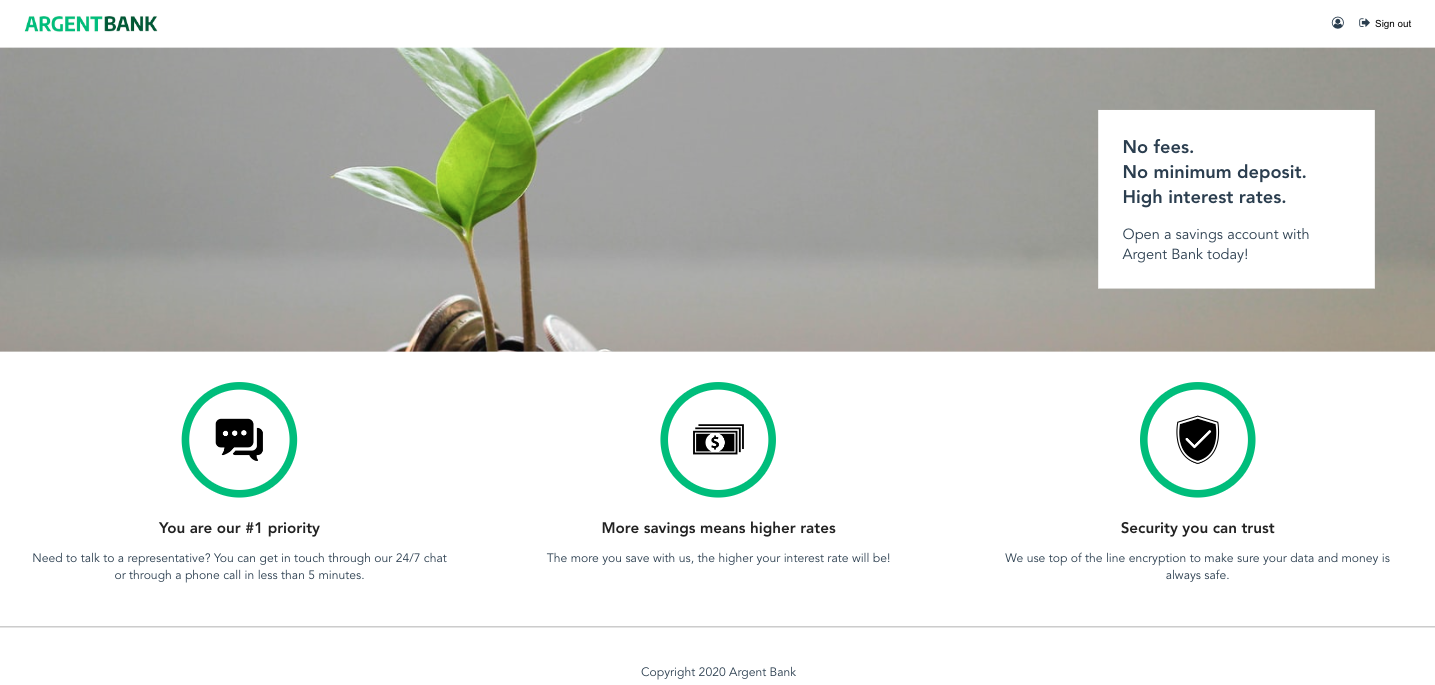 ARGENTBANK
Sign out
No fees.
No minimum deposit.
High interest rates.
Open a savings account with
Argent Bank today!
You are our #1 priority
Need to talk to a representative? You can get in touch through our 24/7 chat
or through a phone call in less than 5 minutes.
More savings means higher rates
The more you save with us, the higher your interest rate will be!
Security you can trust
We use top of the line encryption to make sure your data and money is
always safe.
Copyright 2020 Argent Bank